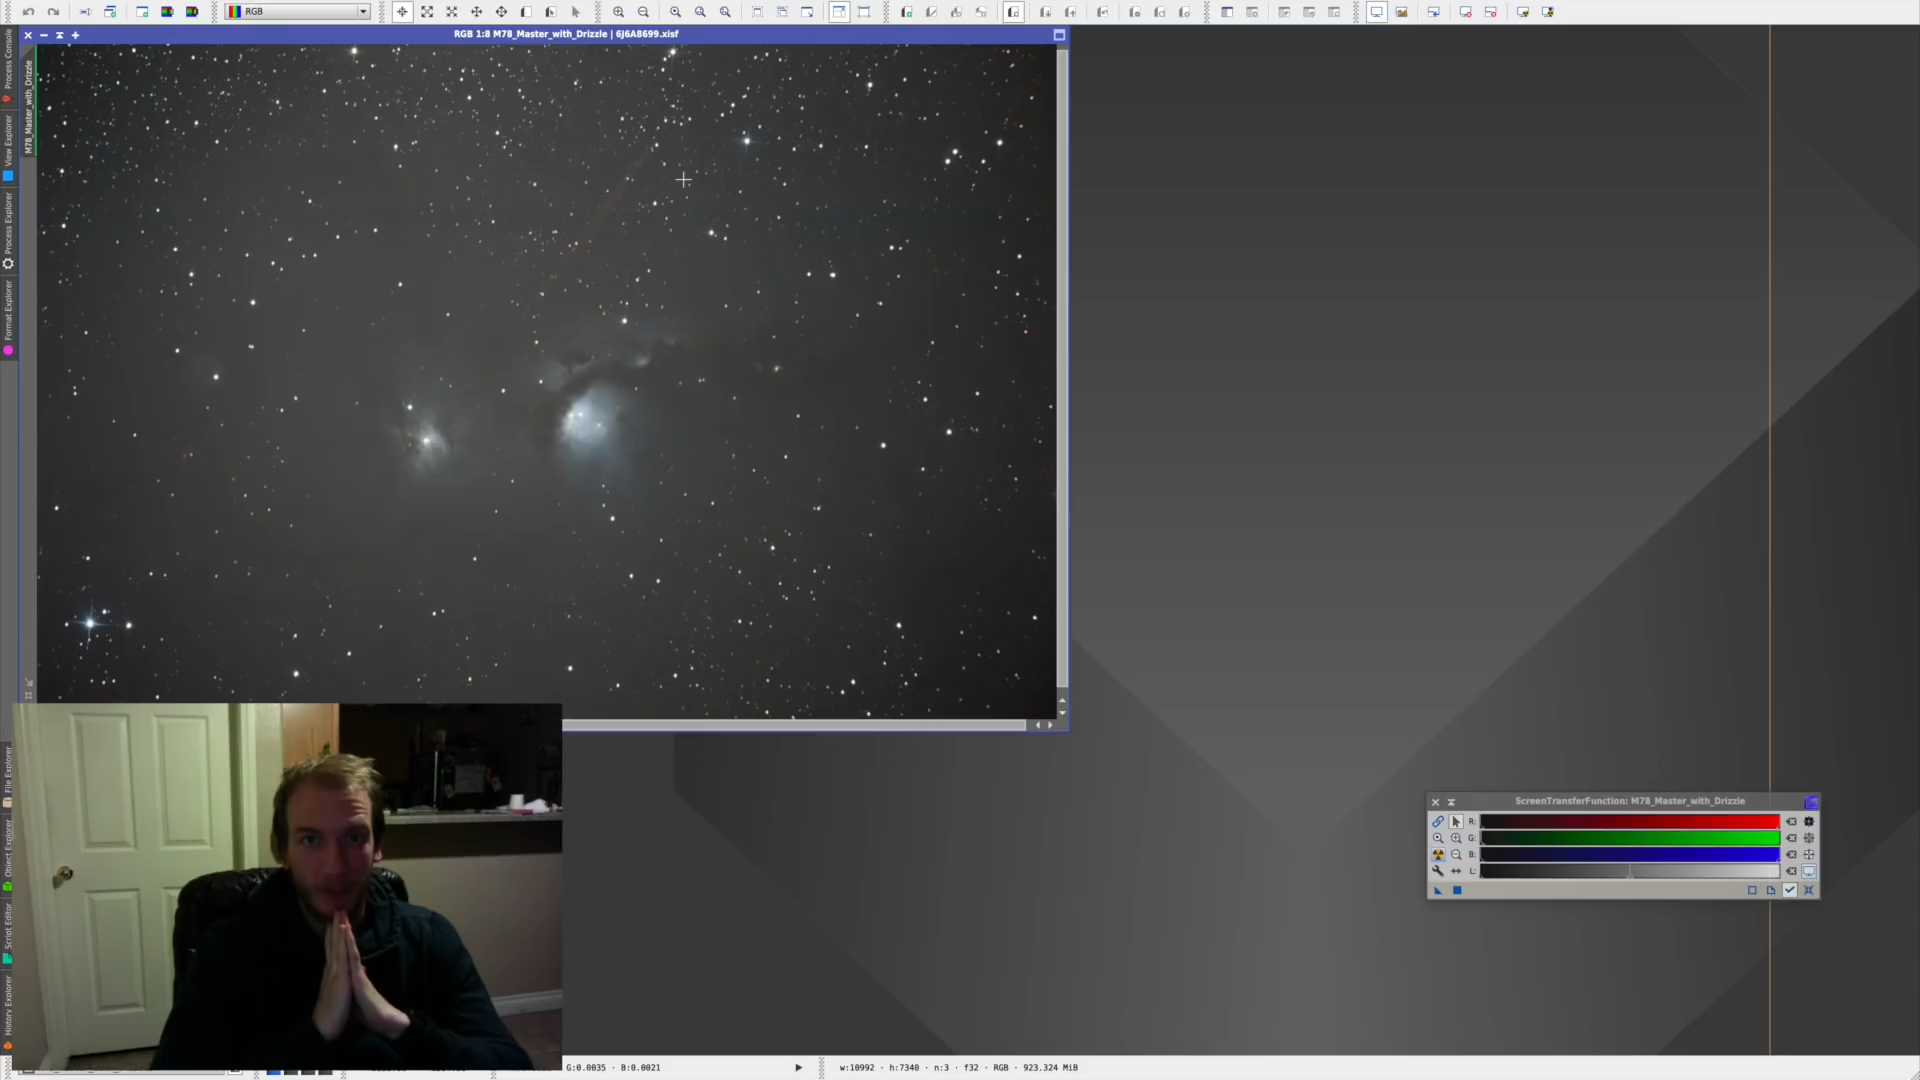 RGB
RGB 1:8 M78_Master_with_Drizzle | 6J6A8699.xisf
M78_Master_with_Drizzle
Process Console
View Explorer
Process Explorer
Format Explorer
File Explorer
Object Explorer
Script Editor
History Explorer
ScreenTransferFunction: M78_Master_with_Drizzle
R:
G:
B:
L:
G:0.0035 · B:0.0021
w:10992 · h:7340 · n:3 · f32 · RGB · 923.324 MiB